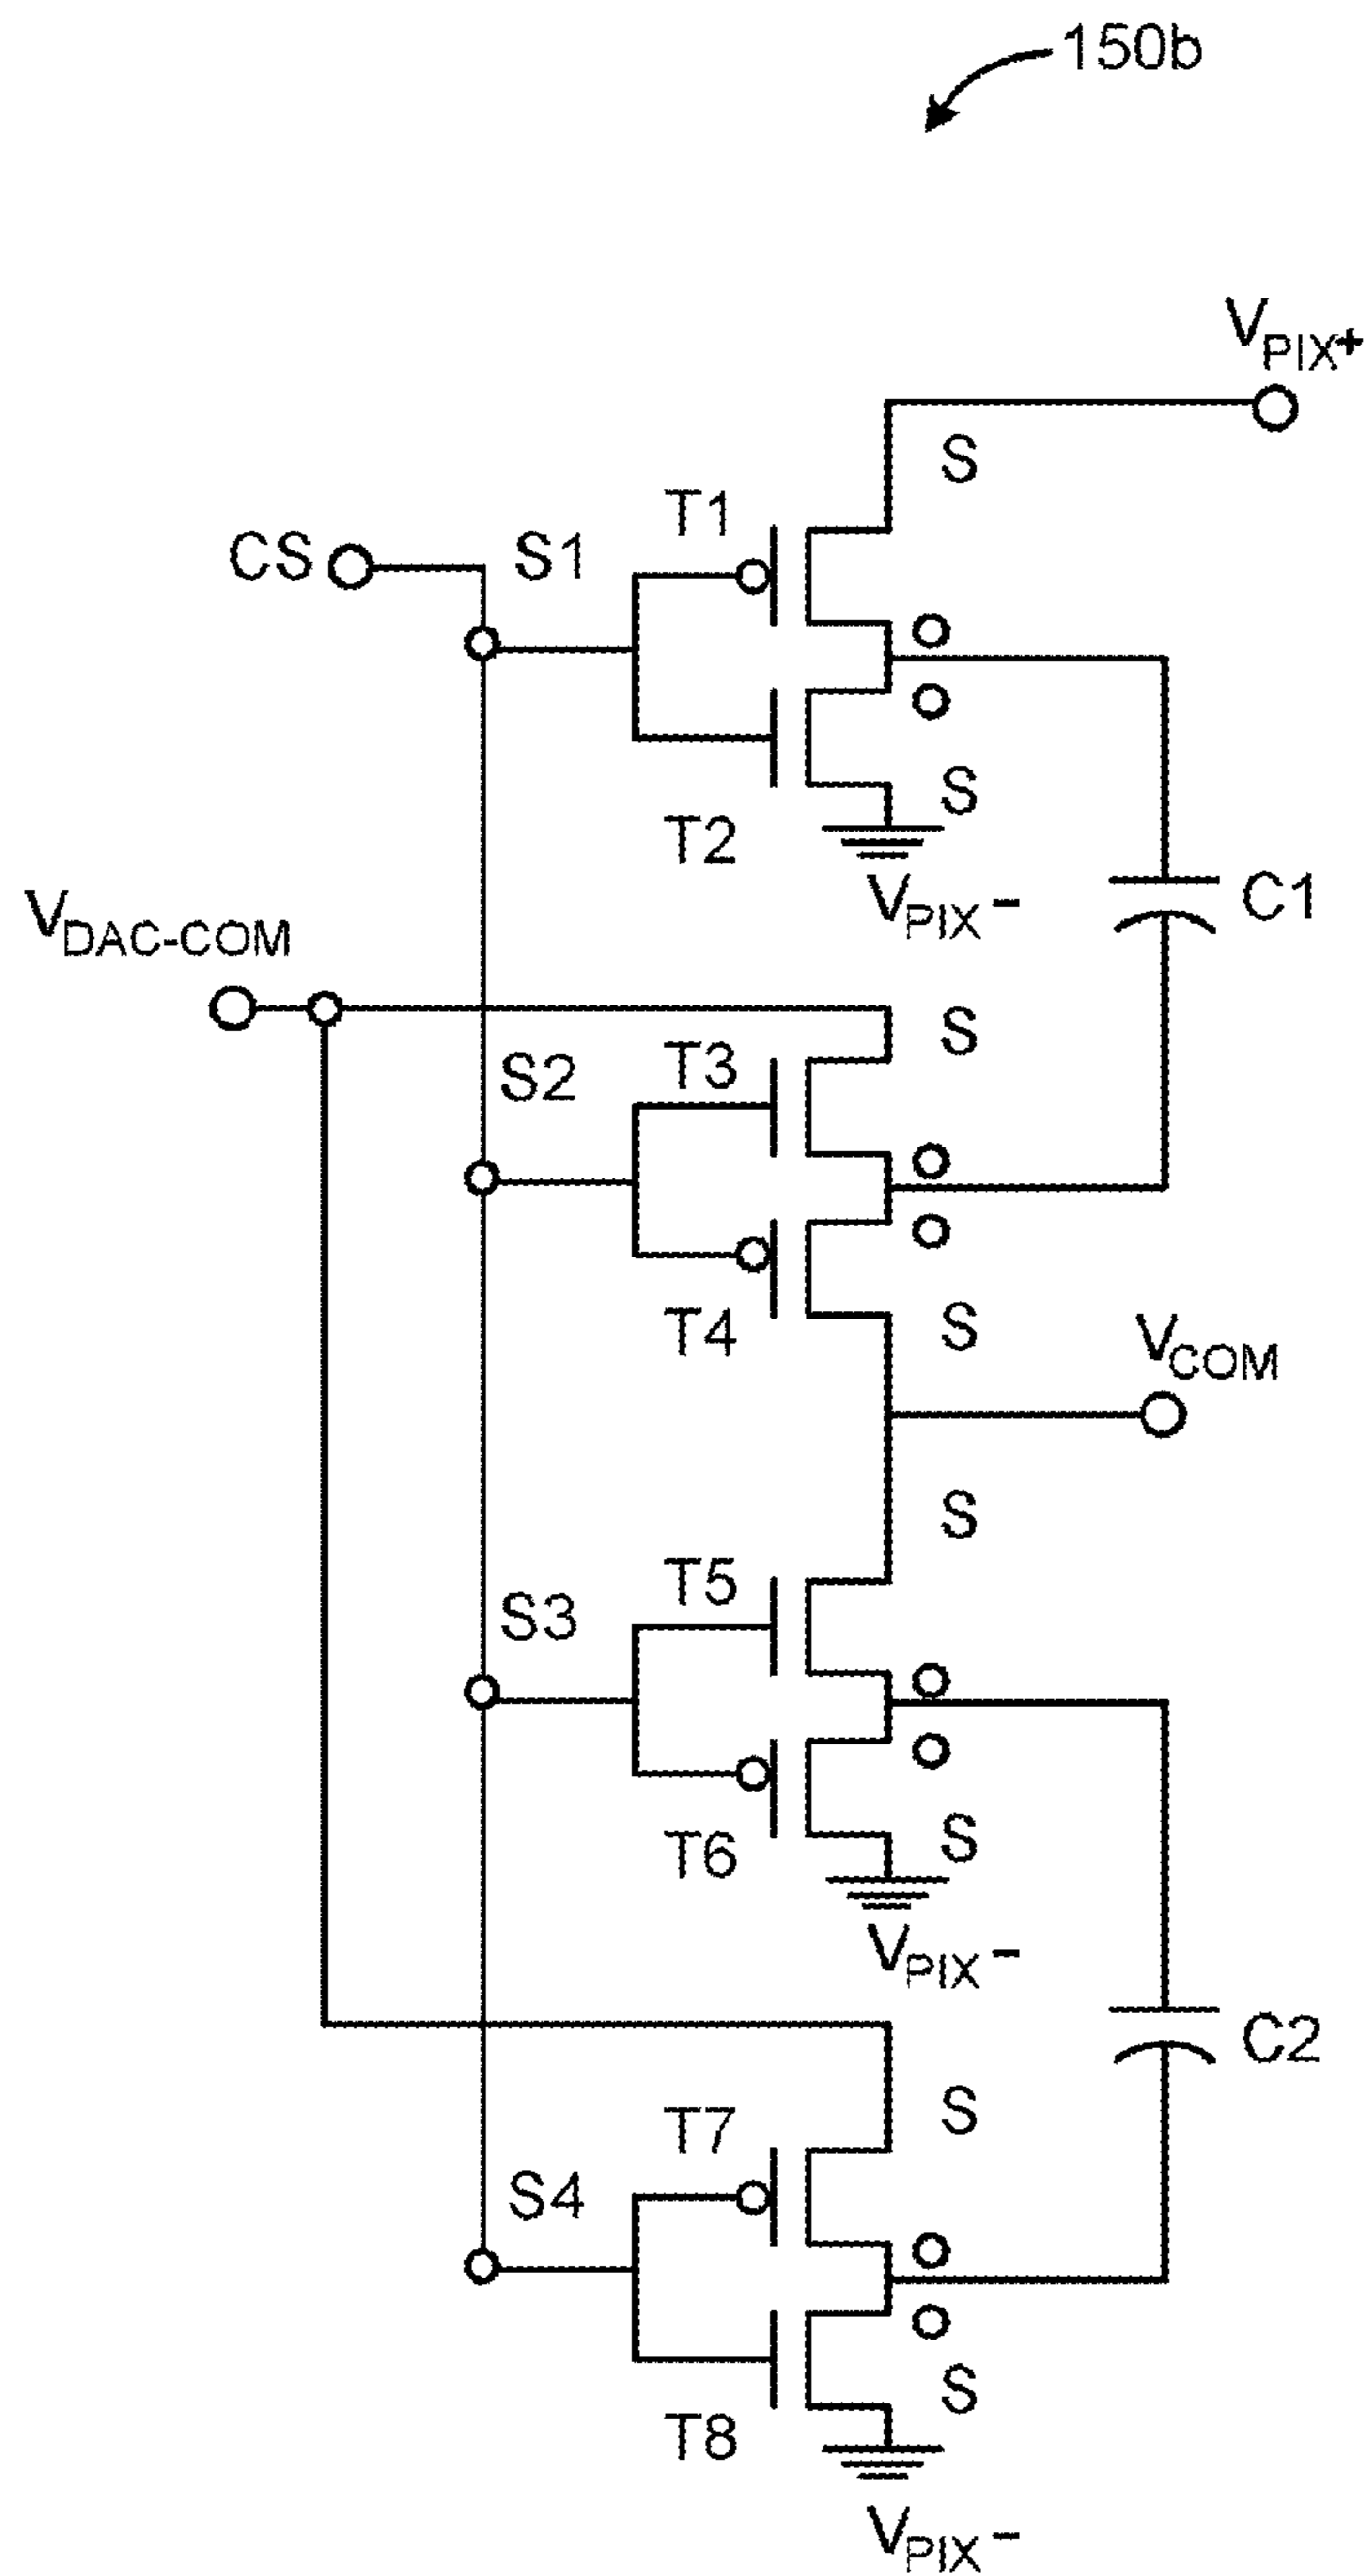 150b
VPIX+
S
T1
CS
S1
S
T2
VPIX-
C1
VDAC-COM
S
T3
S2
T4
S
VCOM
S
T5
S3
S
T6
VPIX-
C2
S
T7
S4
S
T8
VPIX-